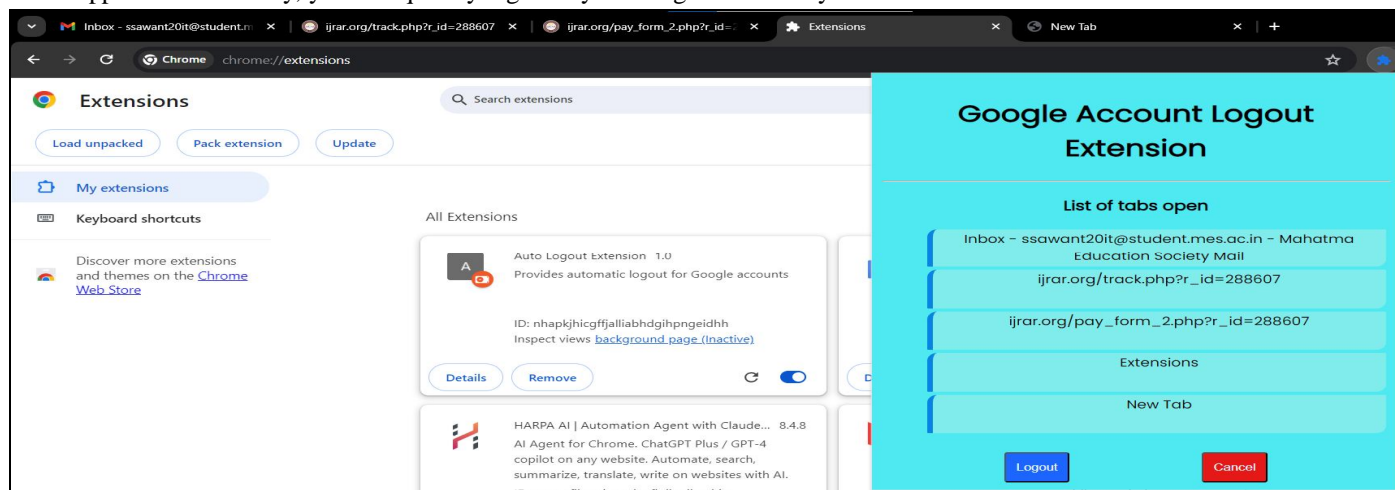 Inbox - ssawant20it@student.m
ijrar.org/track.php?r_id=288607
ijrar.org/pay_form_2.php?r_id=
Extensions
New Tab
Chrome chrome://extensions
Extensions
Search extensions
Load unpacked
Pack extension
Update
My extensions
Keyboard shortcuts
Discover more extensions
and themes on the Chrome
Web Store
All Extensions
A
Auto Logout Extension 1.0
Provides automatic logout for Google accounts
ID: nhapkjhicgffjalliabhdgihpngeidhh
Inspect views background page (Inactive)
Details
Remove
HARPA AI | Automation Agent with Claude... 8.4.8
AI Agent for Chrome. ChatGPT Plus / GPT-4
copilot on any website. Automate, search,
summarize, translate, write on websites with AI.
Google Account Logout
Extension
List of tabs open
Inbox - ssawant20it@student.mes.ac.in - Mahatma
Education Society Mail
ijrar.org/track.php?r_id=288607
ijrar.org/pay_form_2.php?r_id=288607
Extensions
New Tab
Logout
Cancel